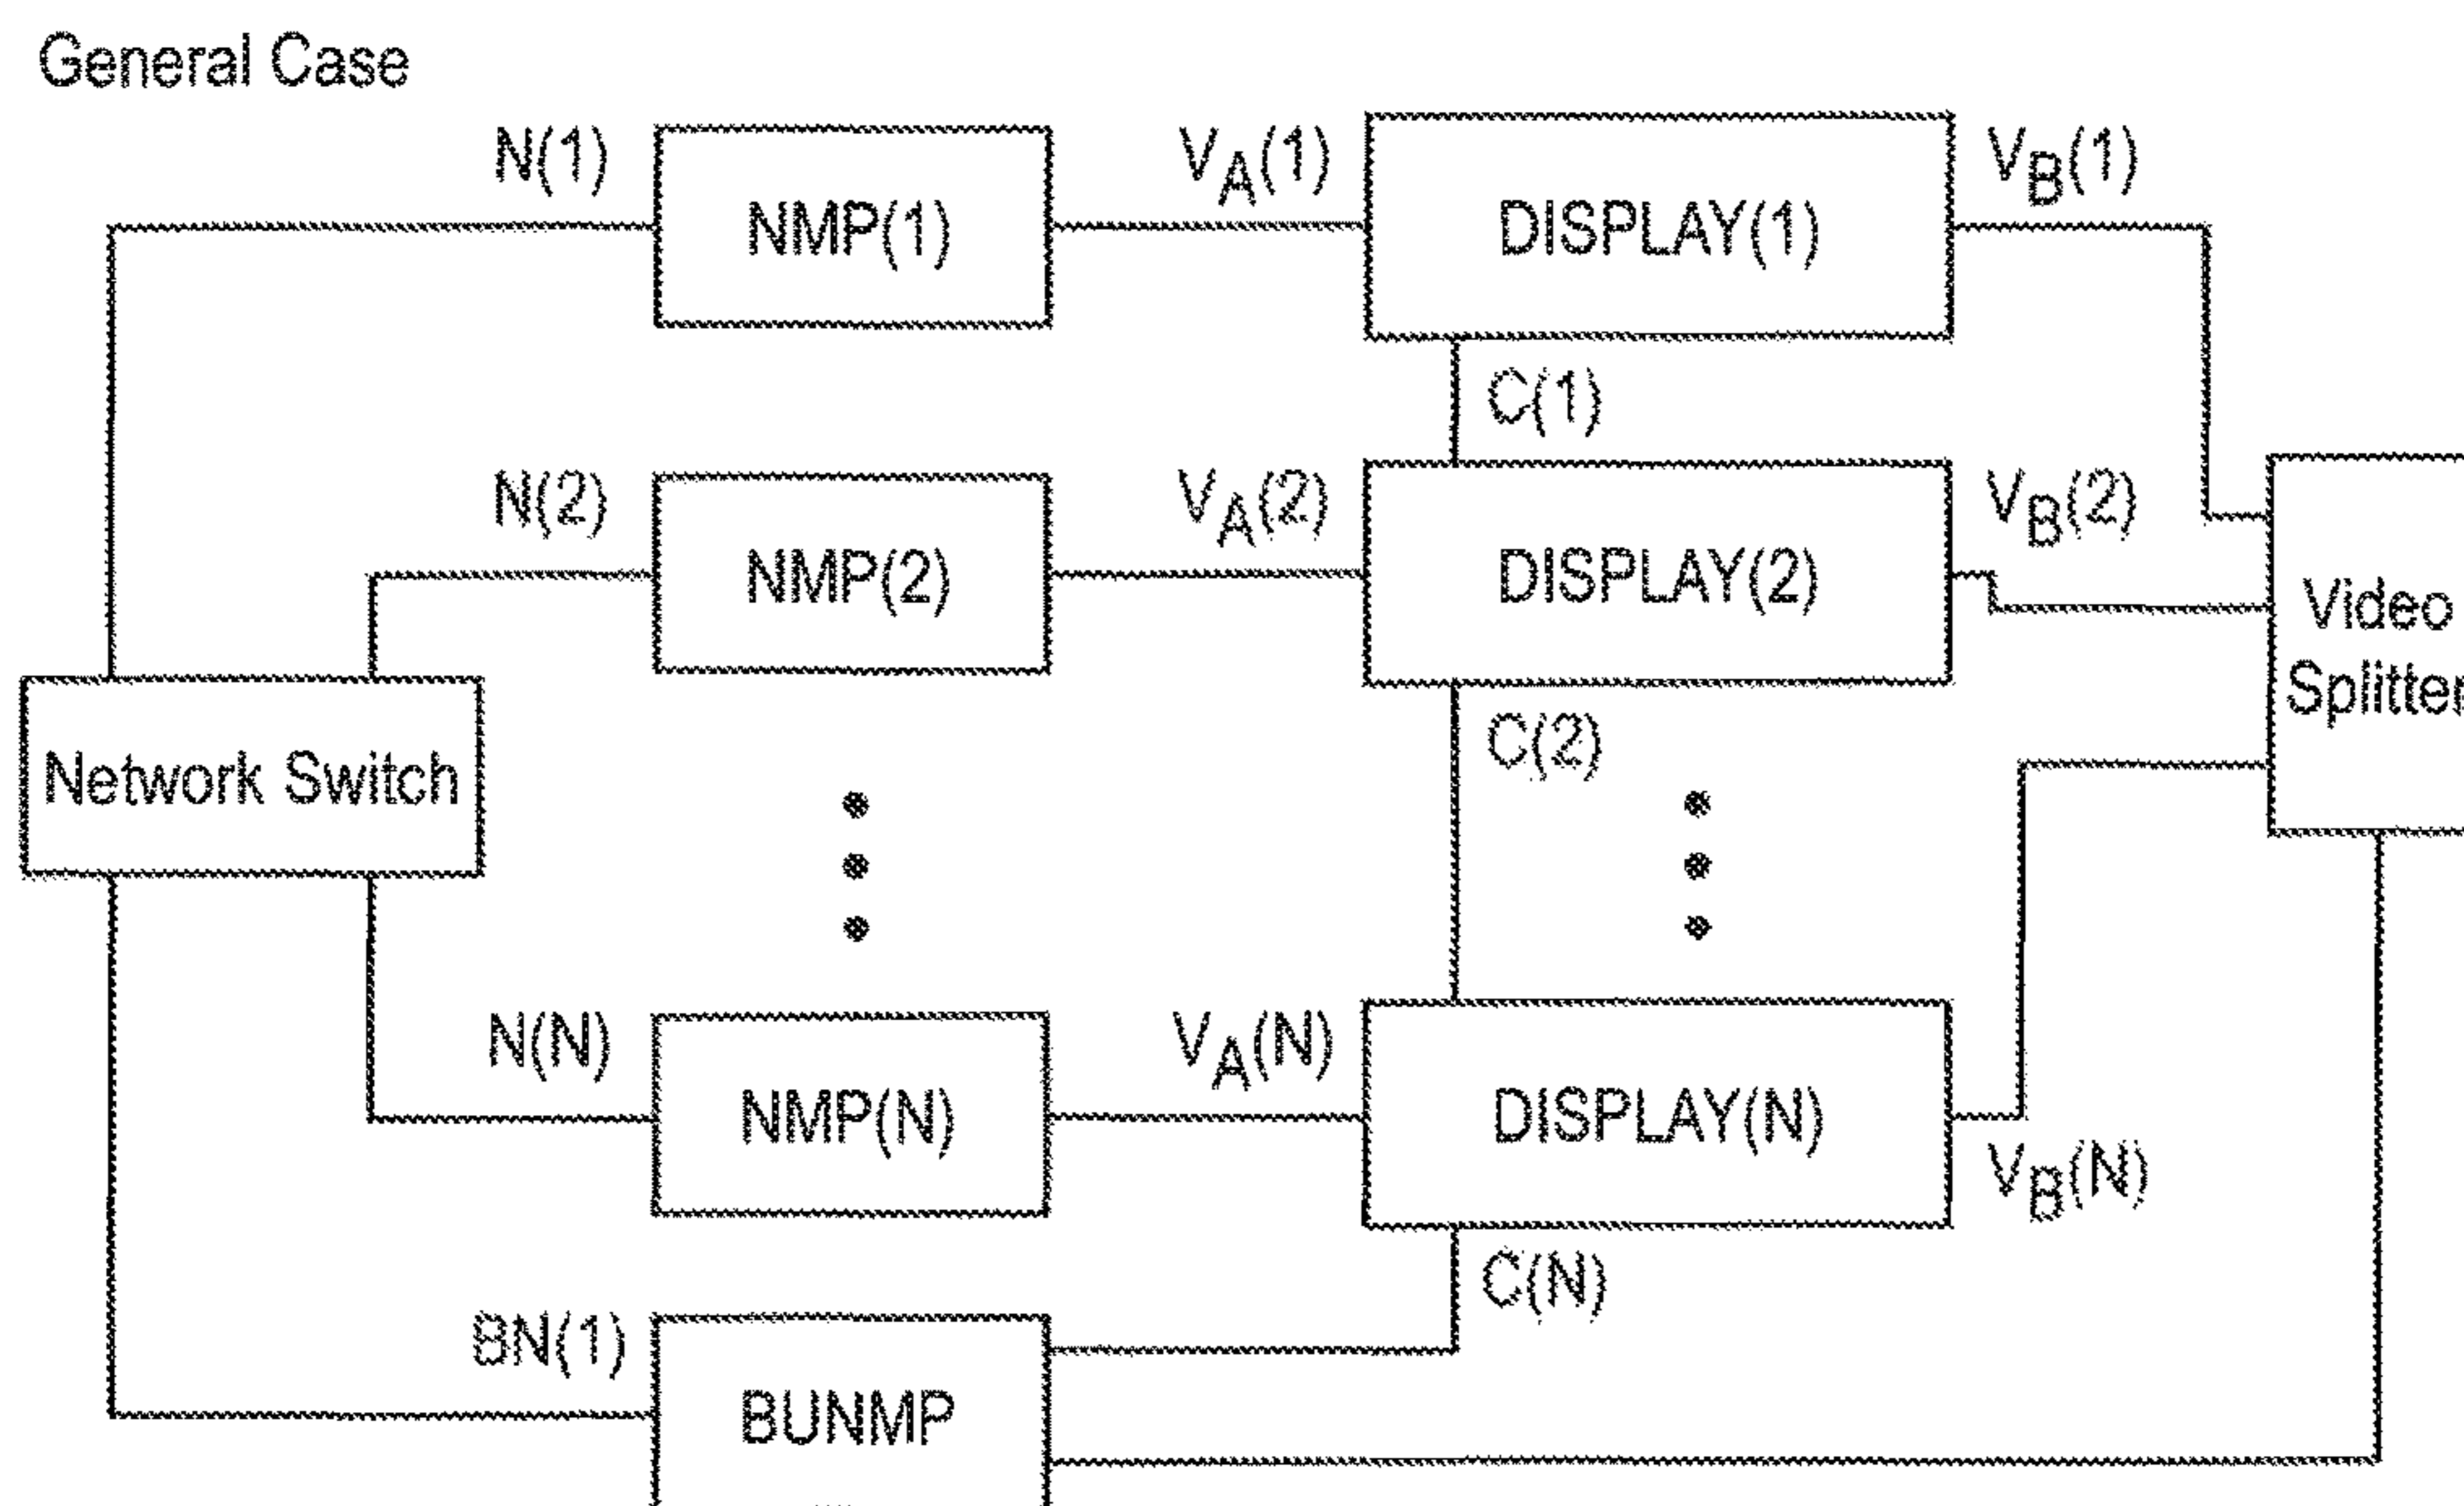 General Case
N(1)
NMP(1)
VA(1)
DISPLAY(1)
VB(1)
C(1)
N(2)
NMP(2)
VA(2)
DISPLAY(2)
VB(2)
Video
Splitter
C(2)
Network Switch
N(N)
NMP(N)
VA(N)
DISPLAY(N)
VB(N)
C(N)
BN(1)
BUNMP